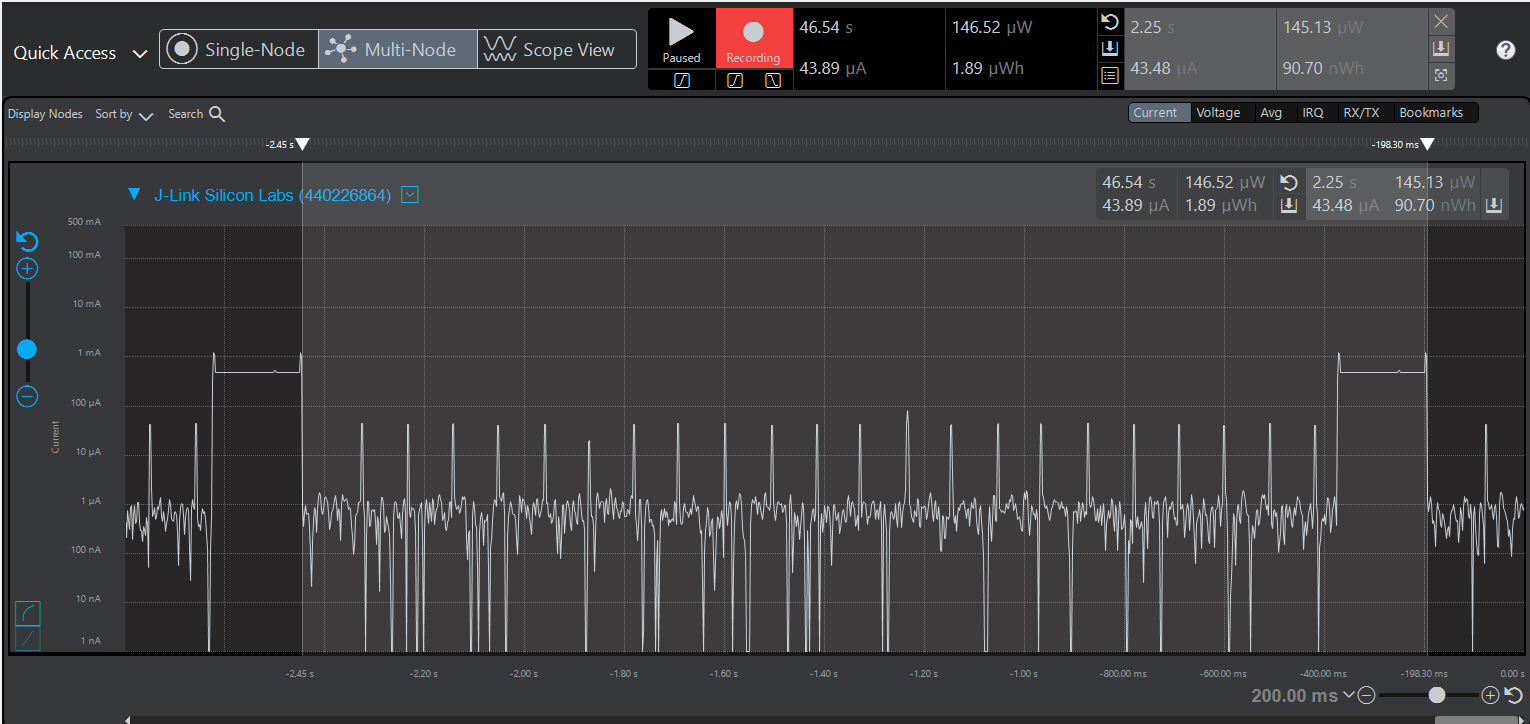 Quick Access
Single-Node
Multi-Node
Scope View
Paused
Recording
46.54 s
146.52 µW
43.89 µA
1.89 µWh
2.25 s
145.13 µW
43.48 µA
90.70 nWh
?
Display Nodes
Sort by
Search
Current
Voltage
Avg
IRQ
RX/TX
Bookmarks
-2.45 s
-198.30 ms
J-Link Silicon Labs (440226864)
46.54 s
146.52 µW
2.25 s
145.13 µW
43.89 µA
1.89 µWh
43.48 µA
90.70 nWh
500 mA
100 mA
10 mA
1 mA
100 µA
10 µA
1 µA
100 nA
10 nA
1 nA
Current
-2.45 s
-2.20 s
-2.00 s
-1.80 s
-1.60 s
-1.40 s
-1.20 s
-1.00 s
-800.00 ms
-600.00 ms
-400.00 ms
-198.30 ms
0.00 s
200.00 ms